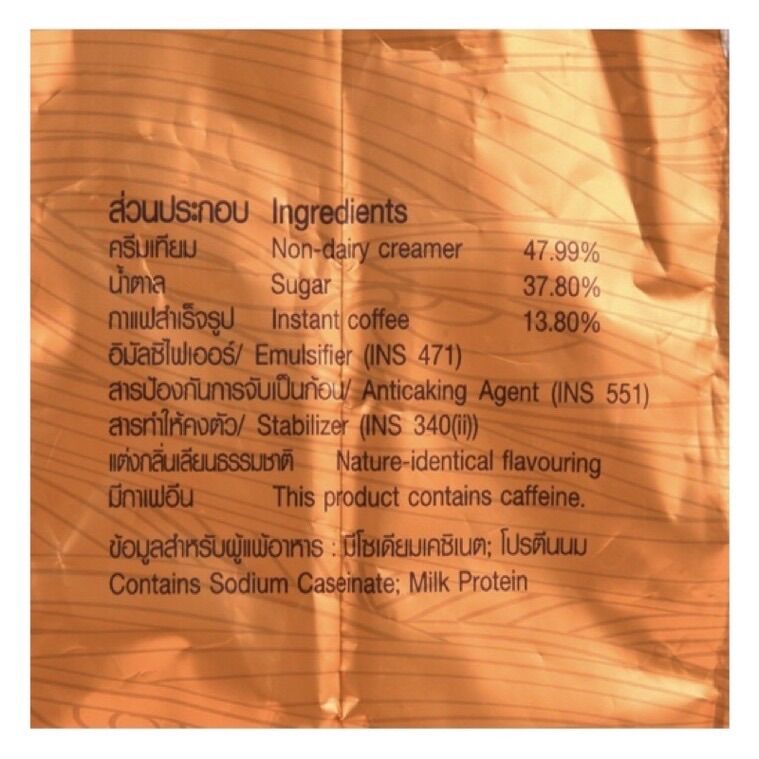 ส่วนประกอบ Ingredients
ครีมเทียม Non-dairy creamer 47.99%
น้ำตาล Sugar 37.80%
กาแฟสำเร็จรูป Instant coffee 13.80%
อิมัลซิไฟเออร์/ Emulsifier (INS 471)
สารป้องกันการจับเป็นก้อน/ Anticaking Agent (INS 551)
สารทำให้คงตัว/ Stabilizer (INS 340(ii))
แต่งกลิ่นเลียนธรรมชาติ Nature-identical flavouring
มีกาเฟอีน This product contains caffeine.
ข้อมูลสำหรับผู้แพ้อาหาร : มีโซเดียมเคซิเนต; โปรตีนนม
Contains Sodium Caseinate; Milk Protein